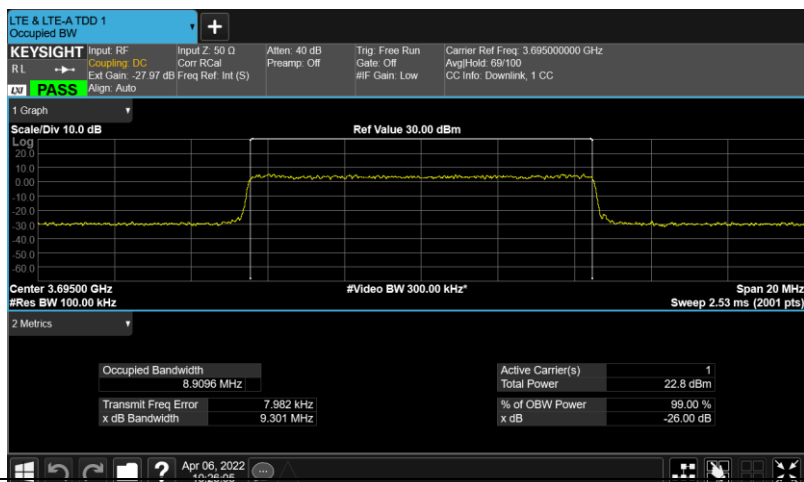 LTE & LTE-A TDD 1
Occupied BW
KEYSIGHT Input: RF Input Z: 50 Ω Atten: 40 dB Trig: Free Run Carrier Ref Freq: 3.695000000 GHz
R L Coupling: DC Corr RCal Preamp: Off Gate: Off Avg|Hold: 69/100
Ext Gain: -27.97 dB Freq Ref: Int (S) #IF Gain: Low CC Info: Downlink, 1 CC
LXI PASS Align: Auto
1 Graph
Scale/Div 10.0 dB Ref Value 30.00 dBm
Log
20.0
10.0
0.00
-10.0
-20.0
-30.0
-40.0
-50.0
-60.0
Center 3.69500 GHz #Video BW 300.00 kHz* Span 20 MHz
#Res BW 100.00 kHz Sweep 2.53 ms (2001 pts)
2 Metrics
Occupied Bandwidth Active Carrier(s) 1
8.9096 MHz Total Power 22.8 dBm
Transmit Freq Error 7.982 kHz % of OBW Power 99.00 %
x dB Bandwidth 9.301 MHz x dB -26.00 dB
? Apr 06, 2022